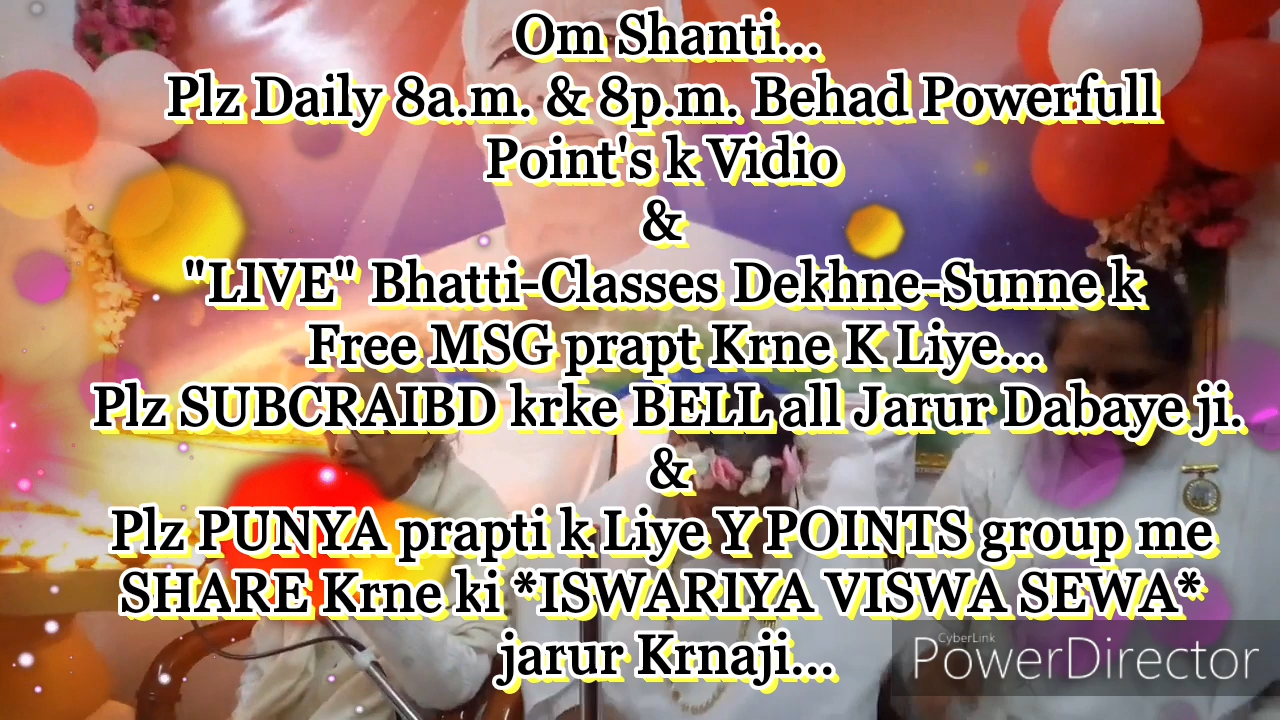 Om Shanti...
Plz Daily 8a.m. & 8p.m. Behad Powerfull
Point's k Vidio
&
"L1VE" Bhatti-Classes Dekhne-Sunne k
Free MSG prapt Krne K Liye...
Plz SUBCRAIBD krke BELL all Jarur Dabaye ji.
&
Plz PUNYA prapti k Liye Y POINTS group me
SHARE Krne ki *ISWAR1YA VISWA SEWA*
jarur Krnaji...
CyberLink
PowerDirector